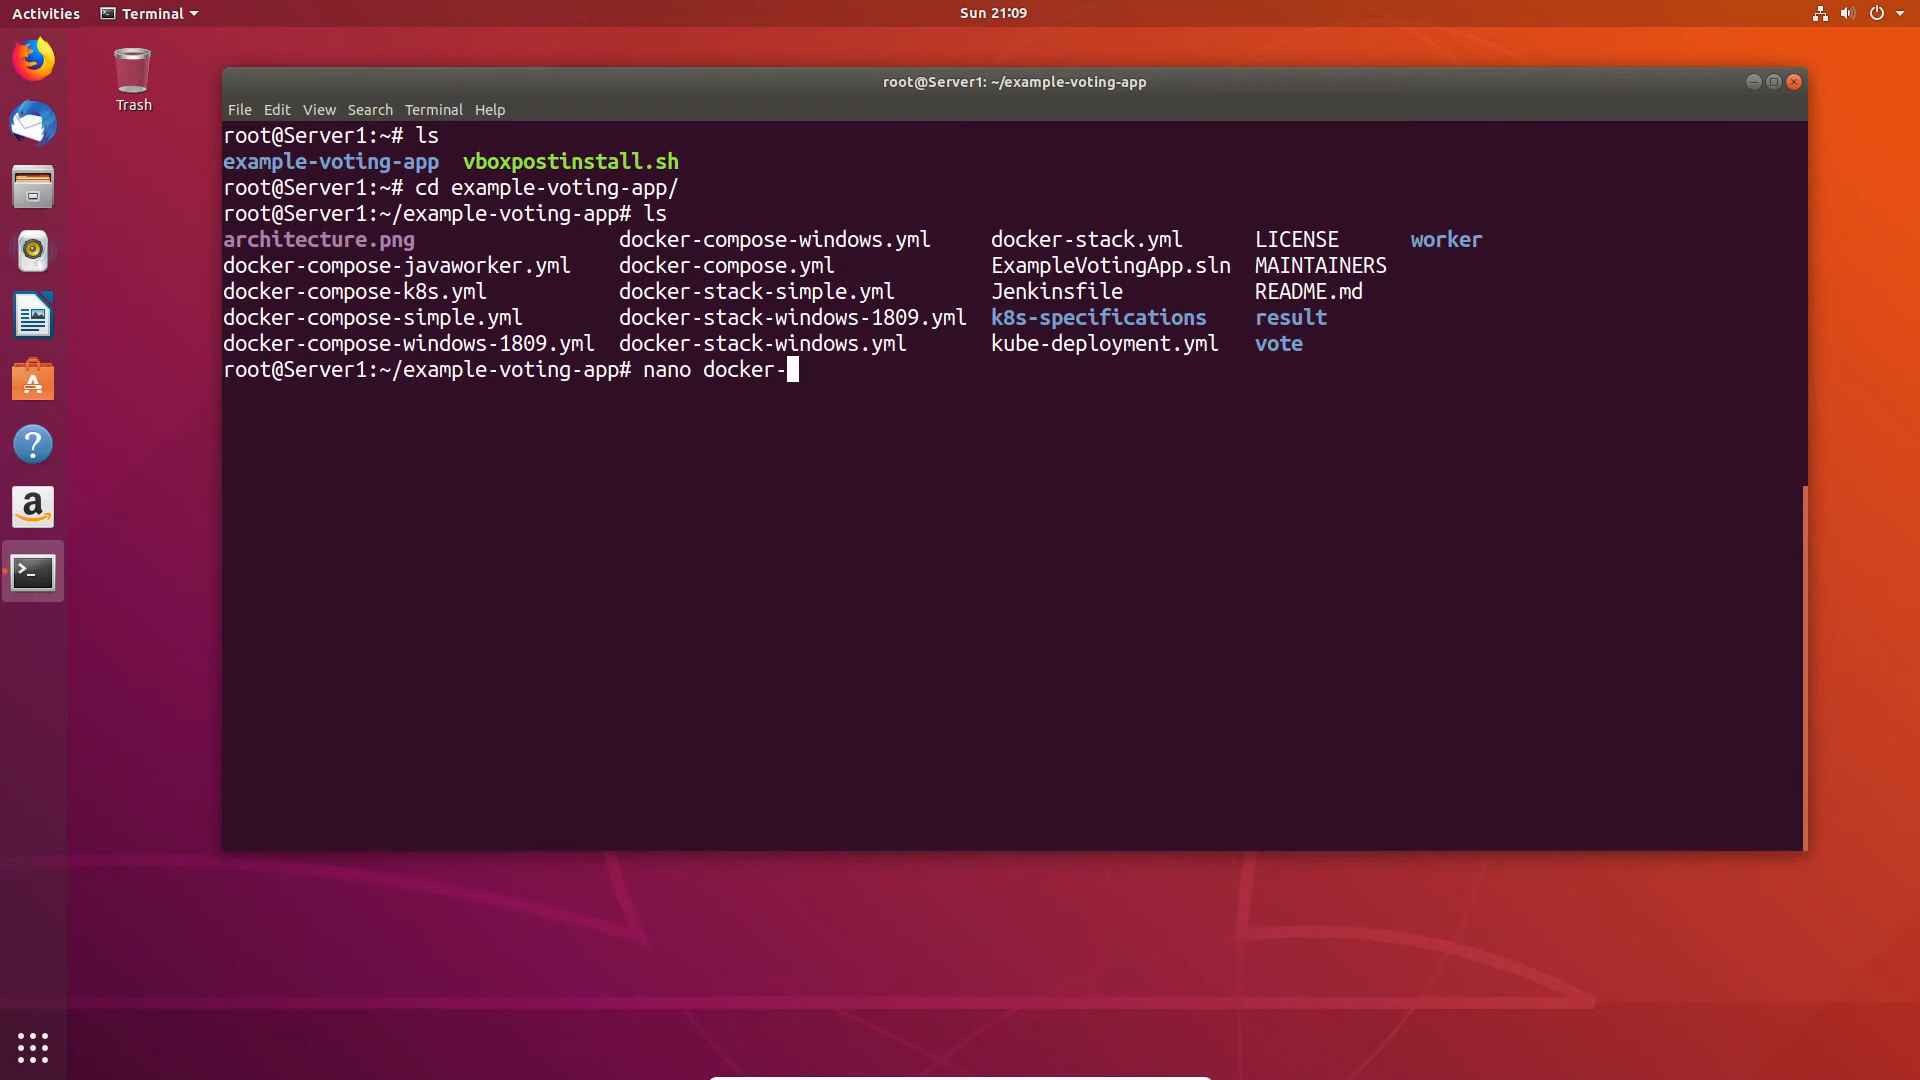 Activities Terminal Sun 21:09
Trash
root@Server1: ~/example-voting-app
File Edit View Search Terminal Help
root@Server1:~# ls
example-voting-app vboxpostinstall.sh
root@Server1:~# cd example-voting-app/
root@Server1:~/example-voting-app# ls
architecture.png docker-compose-windows.yml docker-stack.yml LICENSE worker
docker-compose-javaworker.yml docker-compose.yml ExampleVotingApp.sln MAINTAINERS
docker-compose-k8s.yml docker-stack-simple.yml Jenkinsfile README.md
docker-compose-simple.yml docker-stack-windows-1809.yml k8s-specifications result
docker-compose-windows-1809.yml docker-stack-windows.yml kube-deployment.yml vote
root@Server1:~/example-voting-app# nano docker-